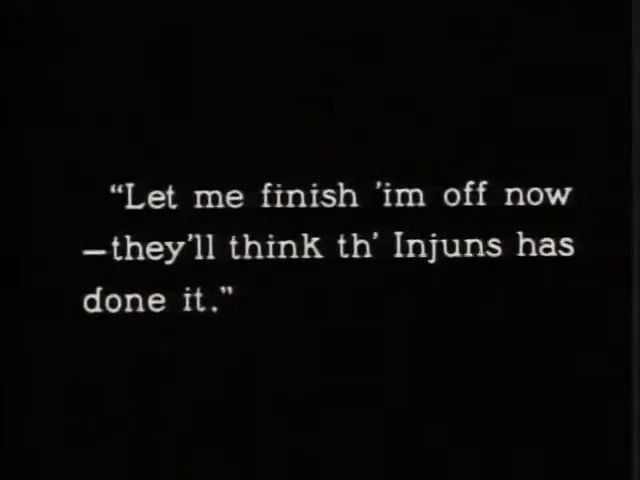 “Let me finish ’im off now
—they’ll think th’ Injuns has
done it.”